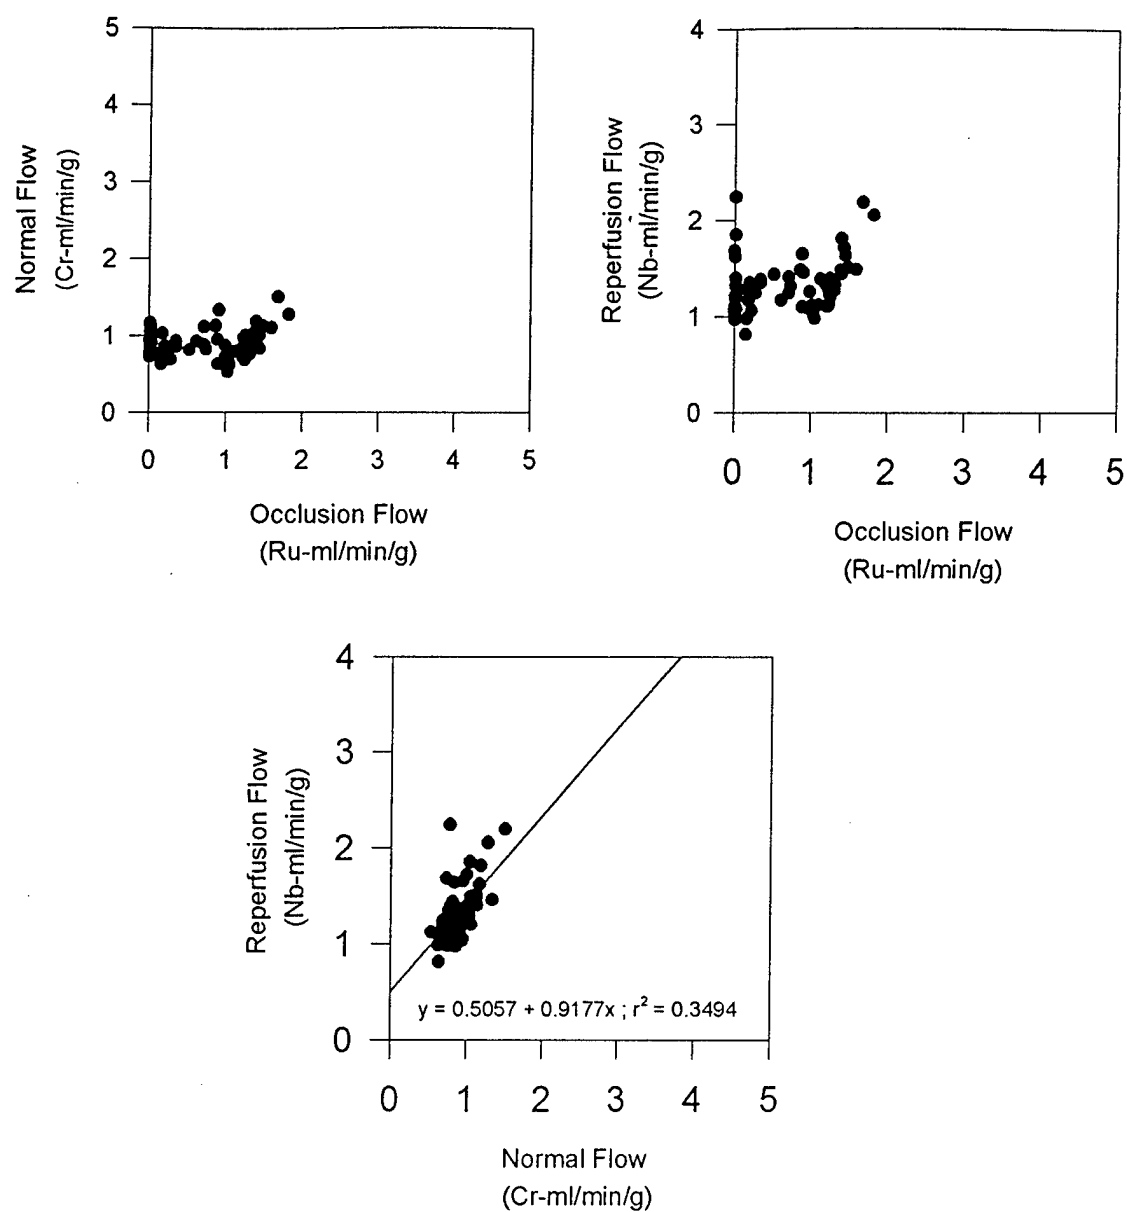 5
4
3
2
1
0
Normal Flow
(Cr-ml/min/g)
0 1 2 3 4 5
Occlusion Flow
(Ru-ml/min/g)
4
3
2
1
0
Reperfusion Flow
(Nb-ml/min/g)
0 1 2 3 4 5
Occlusion Flow
(Ru-ml/min/g)
4
3
2
1
0
Reperfusion Flow
(Nb-ml/min/g)
y = 0.5057 + 0.9177x ; r² = 0.3494
0 1 2 3 4 5
Normal Flow
(Cr-ml/min/g)